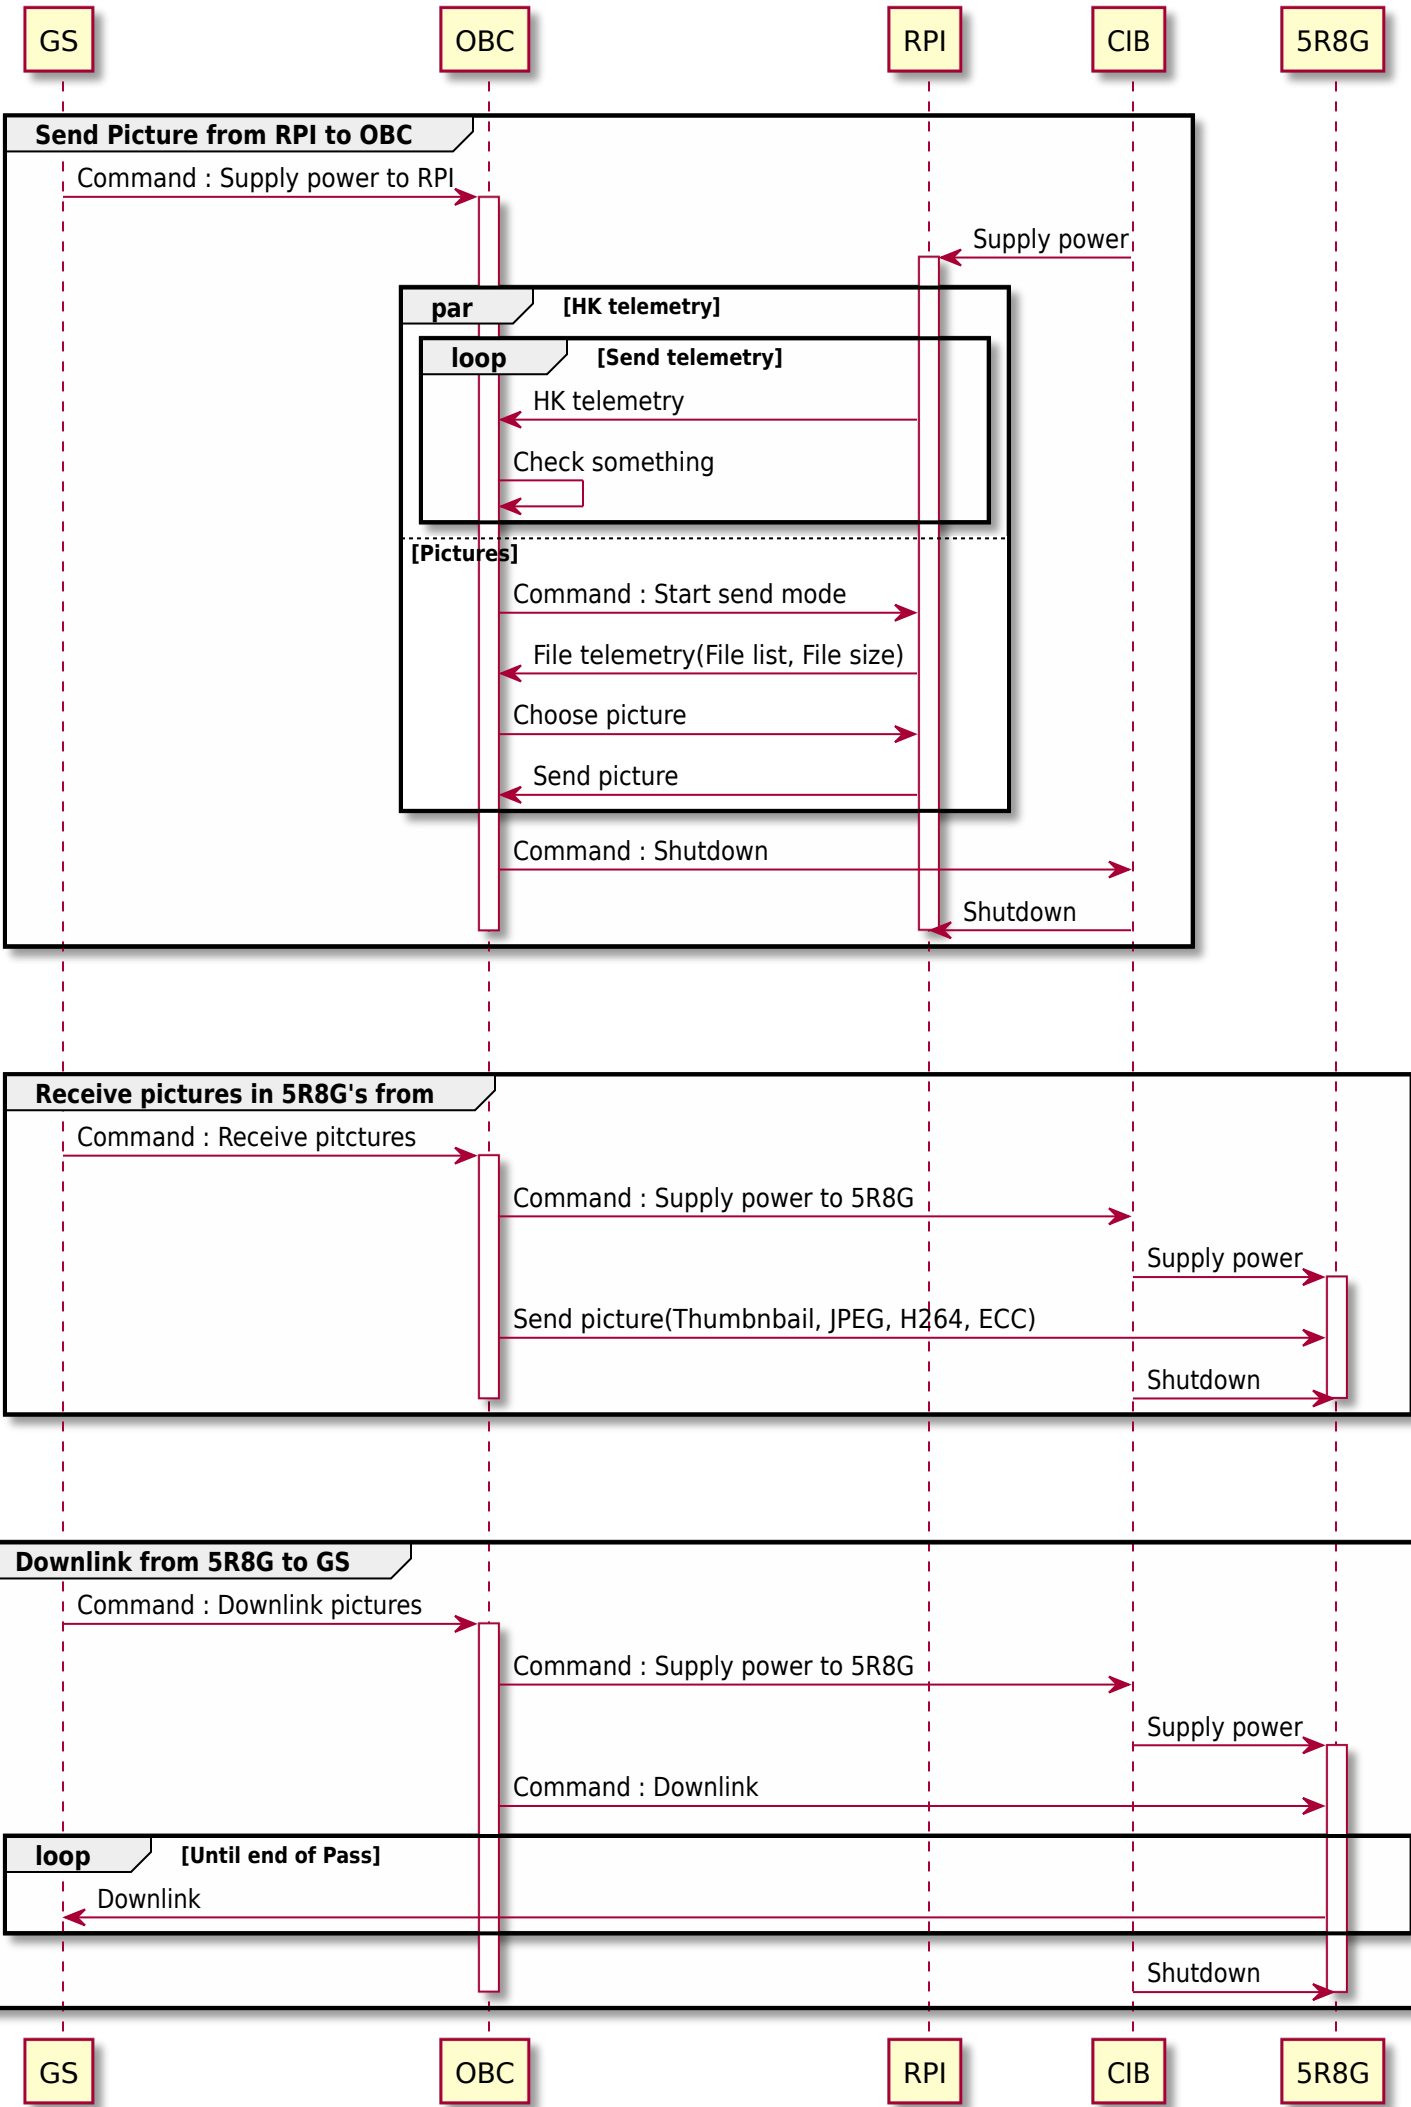 GS OBC RPI CIB 5R8G
Send Picture from RPI to OBC
Command : Supply power to RPI
Supply power
par [HK telemetry]
loop [Send telemetry]
HK telemetry
Check something
[Pictures]
Command : Start send mode
File telemetry(File list, File size)
Choose picture
Send picture
Command : Shutdown
Shutdown
Receive pictures in 5R8G's from
Command : Receive pitctures
Command : Supply power to 5R8G
Supply power
Send picture(Thumbnbail, JPEG, H264, ECC)
Shutdown
Downlink from 5R8G to GS
Command : Downlink pictures
Command : Supply power to 5R8G
Supply power
Command : Downlink
loop [Until end of Pass]
Downlink
Shutdown
GS OBC RPI CIB 5R8G